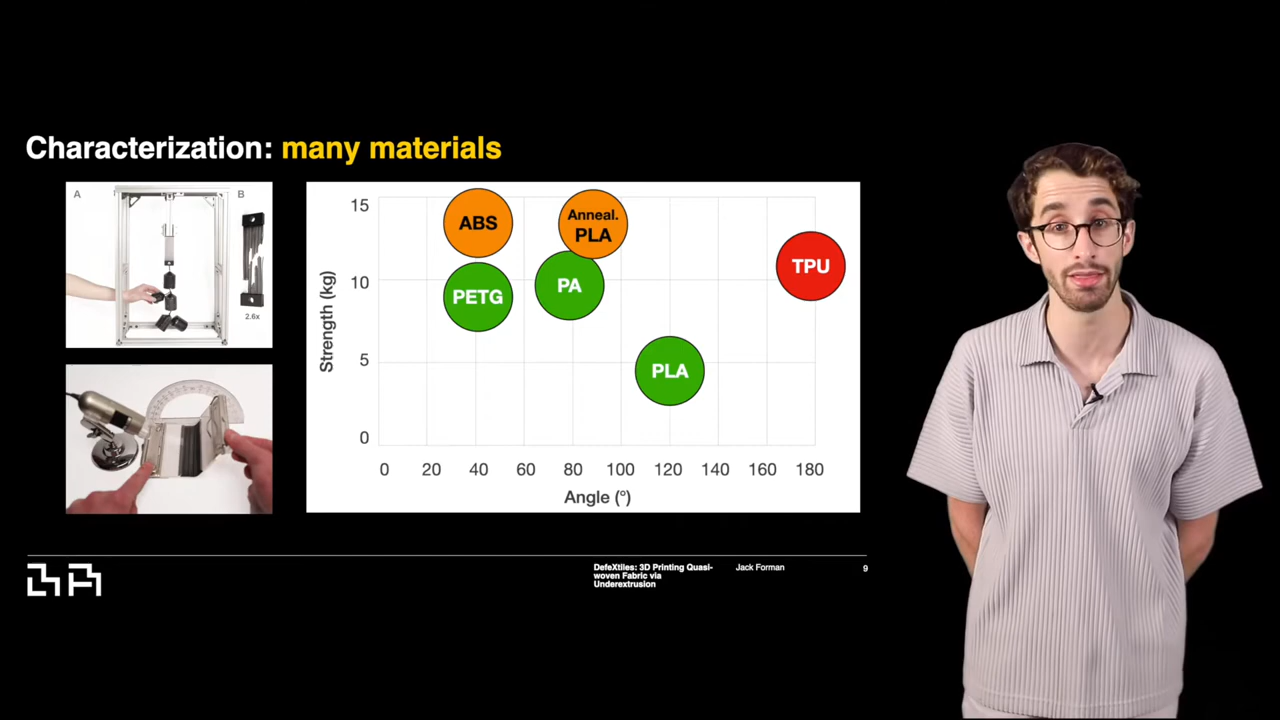 Characterization: many materials
A
B
2.6x
Strength (kg)
15
10
5
0
ABS
Anneal.
PLA
PETG
PA
TPU
PLA
0 20 40 60 80 100 120 140 160 180
Angle (°)
DefeXtiles: 3D Printing Quasi-
woven Fabric via
Underextrusion
Jack Forman
9